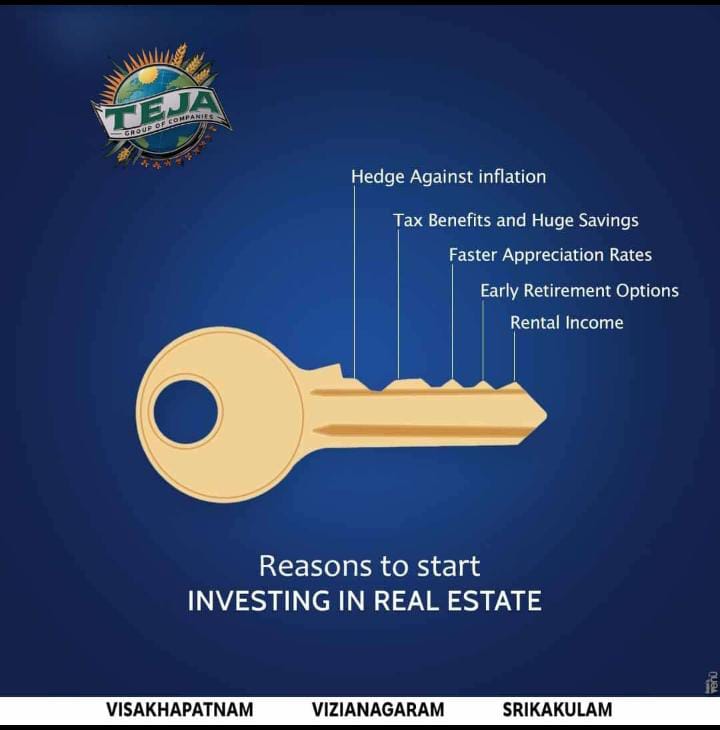 TEJA
GROUP OF COMPANIES
Hedge Against inflation
Tax Benefits and Huge Savings
Faster Appreciation Rates
Early Retirement Options
Rental Income
Reasons to start
INVESTING IN REAL ESTATE
VISAKHAPATNAM VIZIANAGARAM SRIKAKULAM